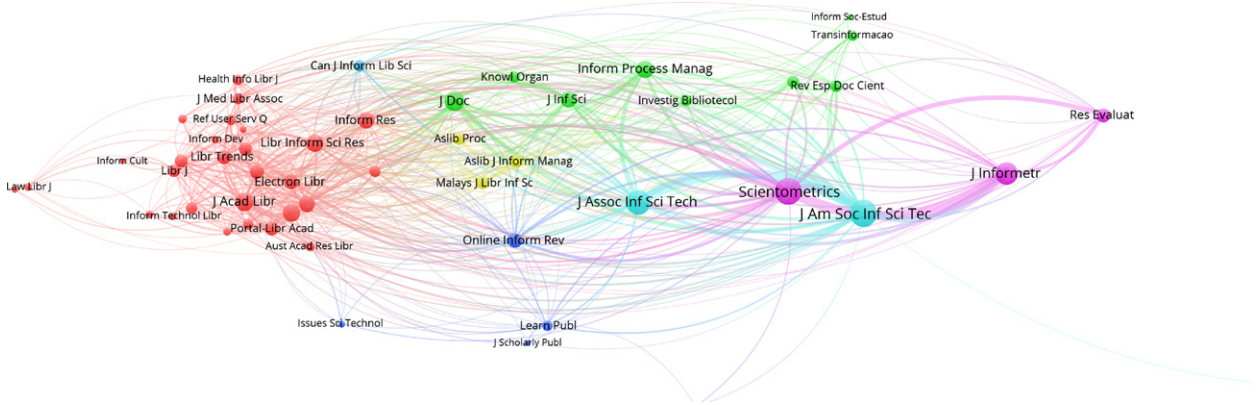 Inform Soc-Estud
Transinformacao
Can J Inform Lib Sci
Inform Process Manag
Health Info Libr J
Knowl Organ
Rev Esp Doc Cient
J Med Libr Assoc
J Doc
J Inf Sci
Investig Bibliotecol
Res Evaluat
Ref User Serv Q
Inform Res
Inform Dev
Libr Inform Sci Res
Aslib Proc
Libr Trends
Inform Cult
Aslib J Inform Manag
Libr J
J Informetr
Electron Libr
Malays J Libr Inf Sc
Law Libr J
Scientometrics
J Acad Libr
J Assoc Inf Sci Tech
J Am Soc Inf Sci Tec
Inform Technol Libr
Portal-Libr Acad
Online Inform Rev
Aust Acad Res Libr
Issues Sci Technol
Learn Publ
J Scholarly Publ